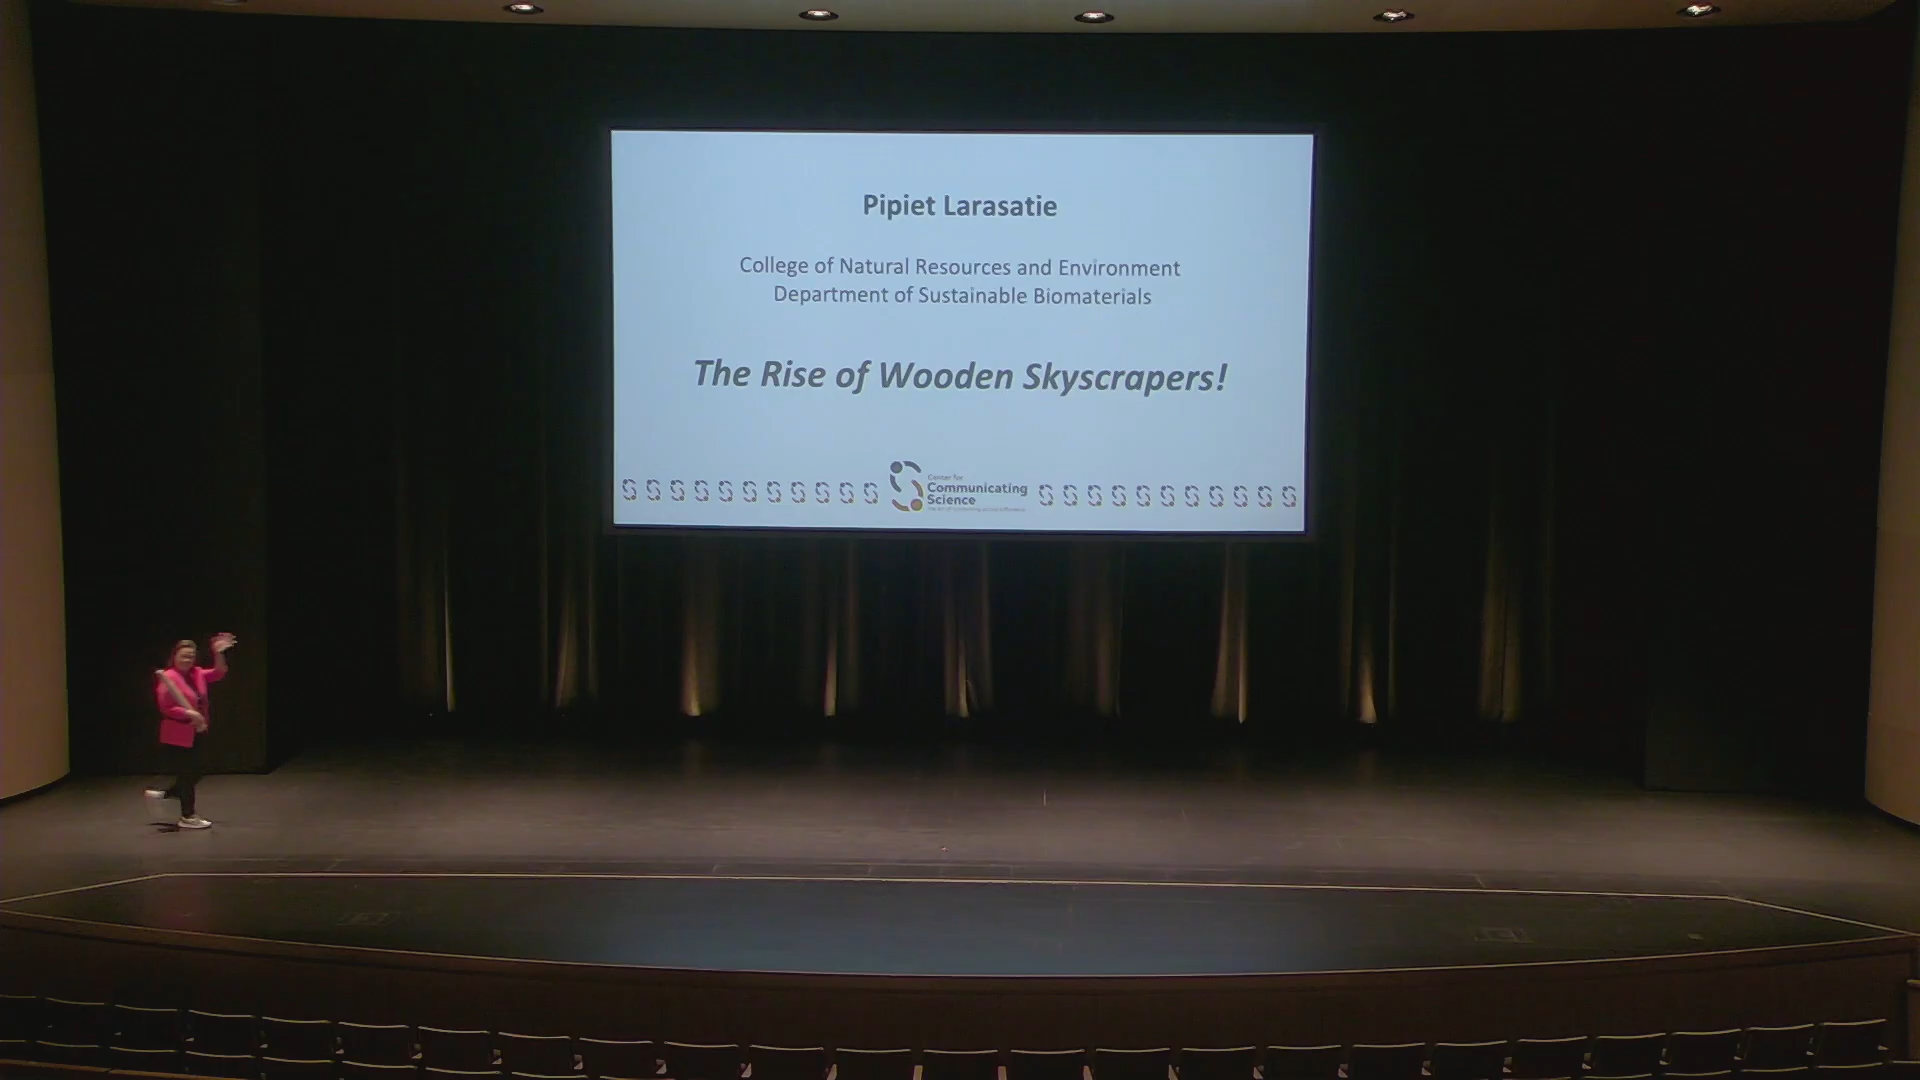 Pipiet Larasatie
College of Natural Resources and Environment
Department of Sustainable Biomaterials
The Rise of Wooden Skyscrapers!
Center for
Communicating
Science